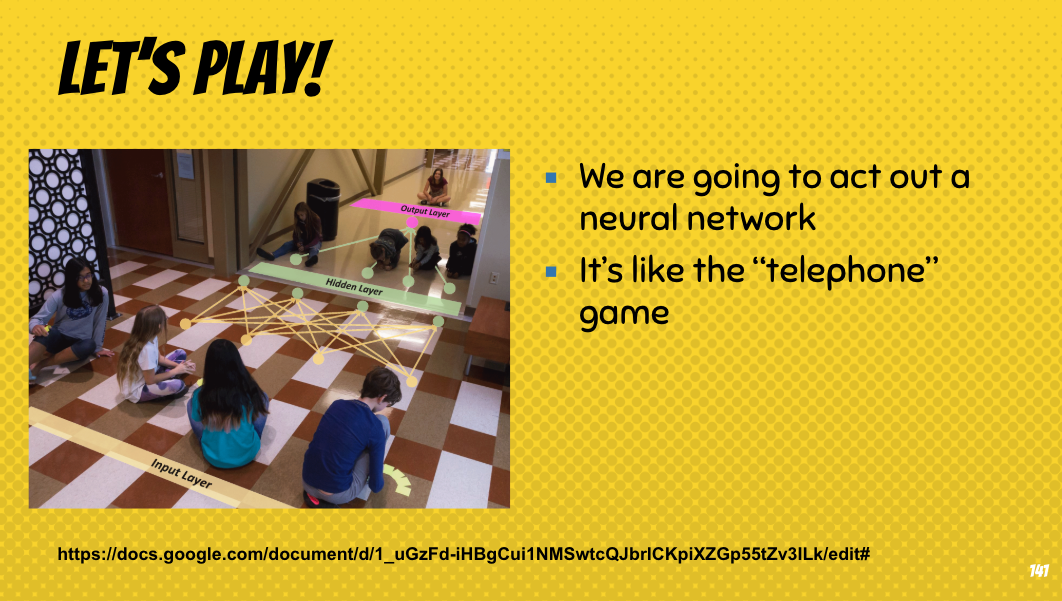 LET'S PLAY!
Output Layer
Hidden Layer
Input Layer
We are going to act out a
neural network
It's like the “telephone”
game
https://docs.google.com/document/d/1_uGzFd-iHBgCui1NMSwtcQJbrICKpiXZGp55tZv3ILk/edit#
141